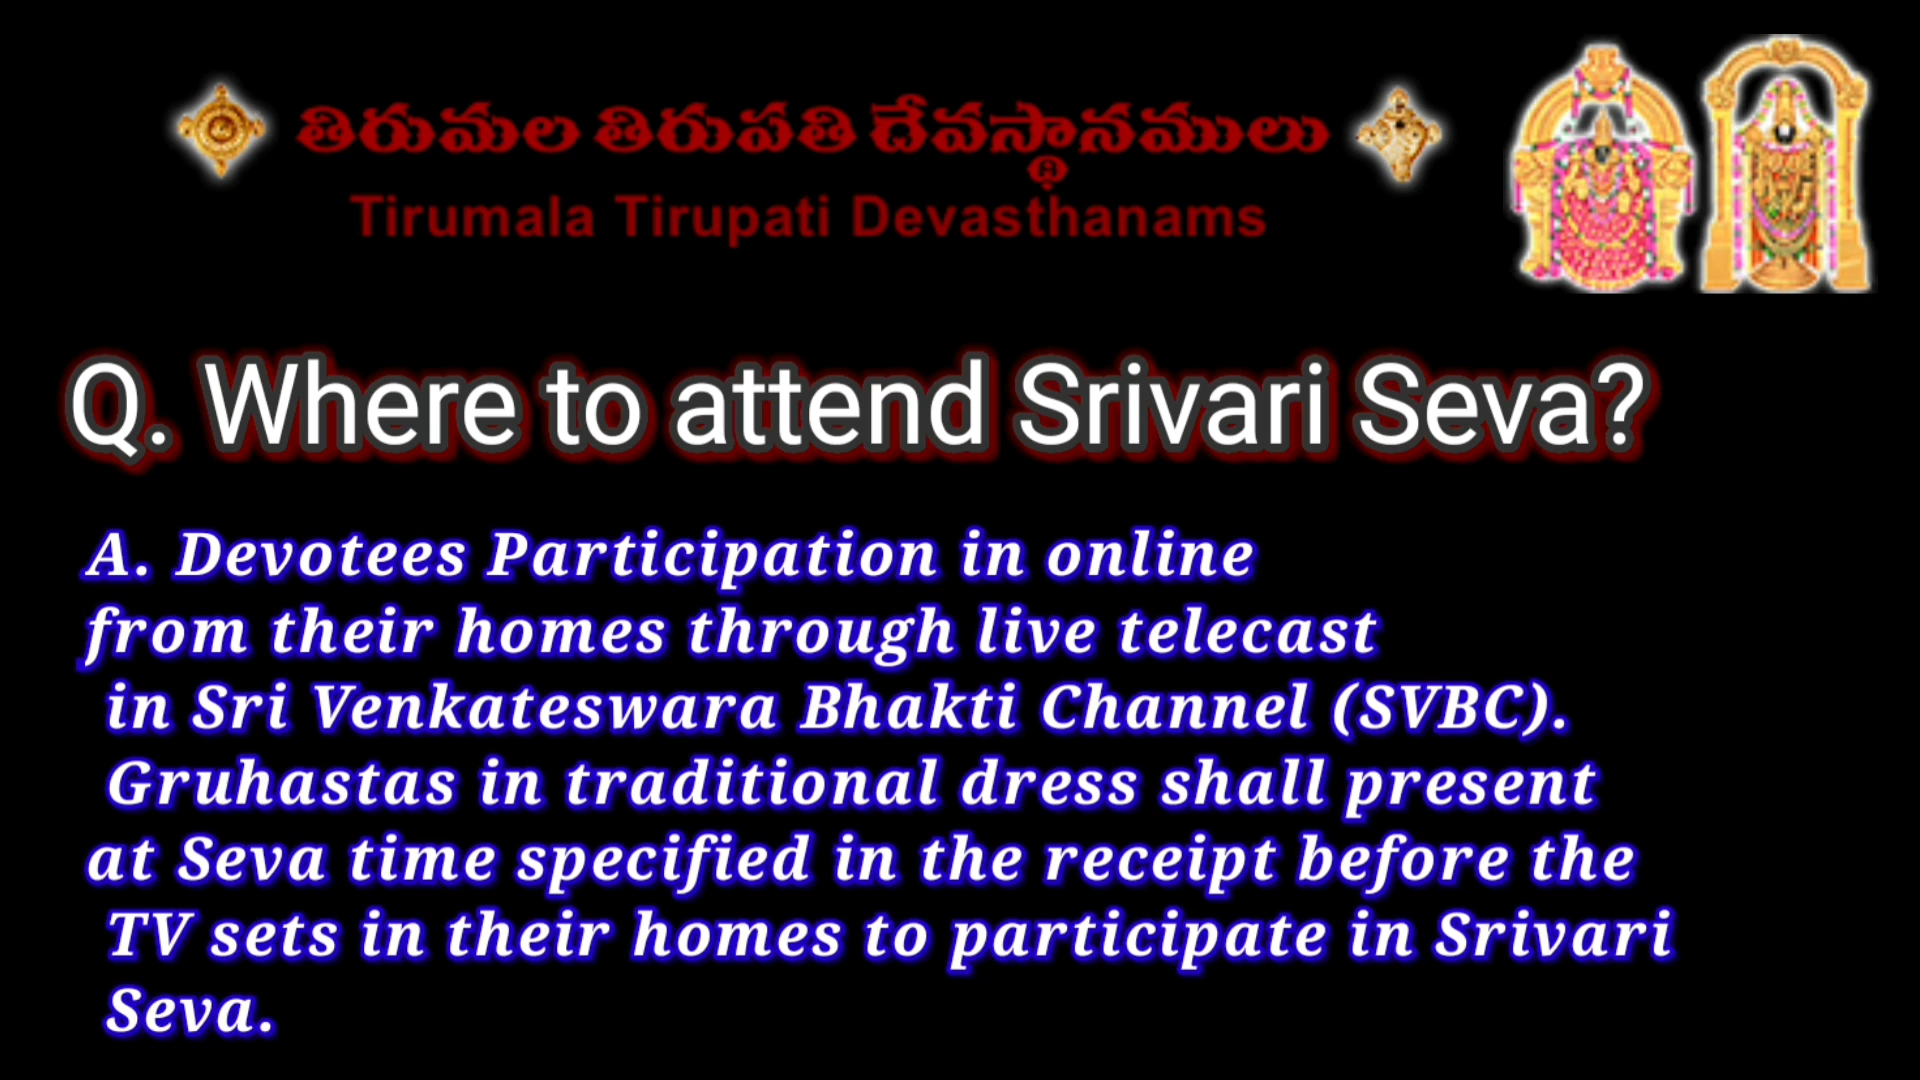 తిరుమల తిరుపతి దేవస్థానములు
Tirumala Tirupati Devasthanams
Q. Where to attend Srivari Seva?
A. Devotees Participation in online
from their homes through live telecast
in Sri Venkateswara Bhakti Channel (SVBC).
Gruhastas in traditional dress shall present
at Seva time specified in the receipt before the
TV sets in their homes to participate in Srivari
Seva.